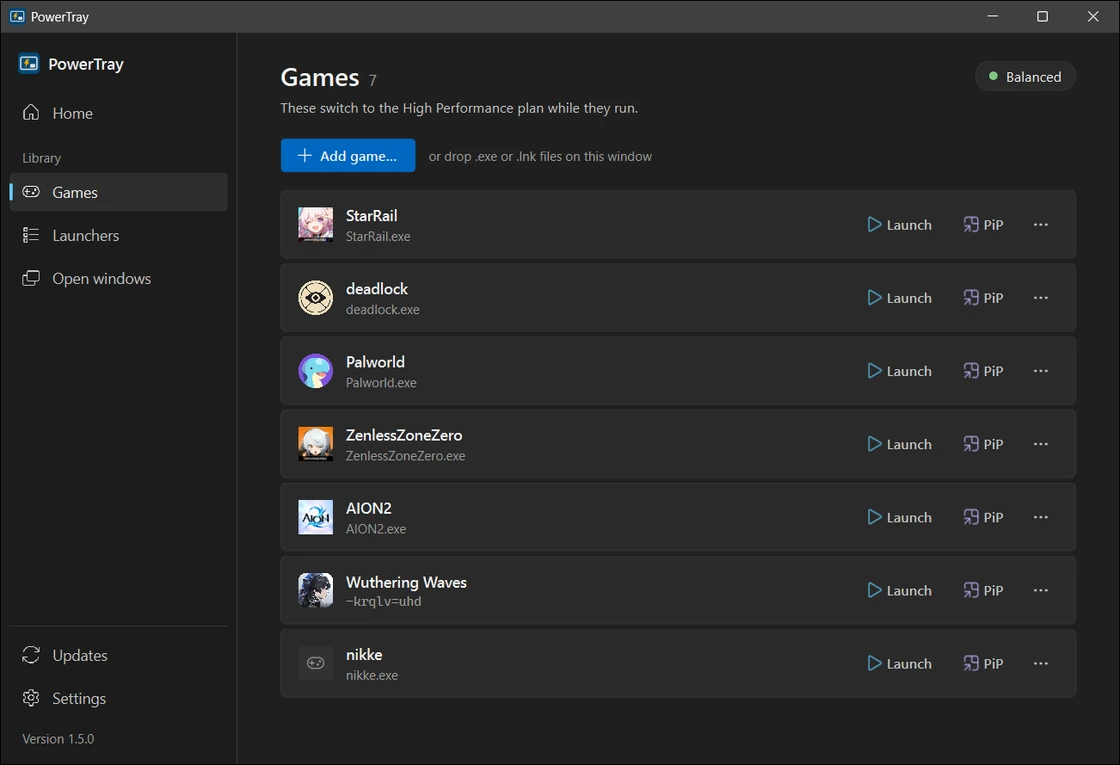 PowerTray
PowerTray
Home
Library
Games
Launchers
Open windows
Updates
Settings
Version 1.5.0
Games 7
Balanced
These switch to the High Performance plan while they run.
Add game...
or drop .exe or .lnk files on this window
StarRail
StarRail.exe
Launch PiP
deadlock
deadlock.exe
Launch PiP
Palworld
Palworld.exe
Launch PiP
ZenlessZoneZero
ZenlessZoneZero.exe
Launch PiP
AION
AION2
AION2.exe
Launch PiP
Wuthering Waves
-krqlv=uhd
Launch PiP
nikke
nikke.exe
Launch PiP